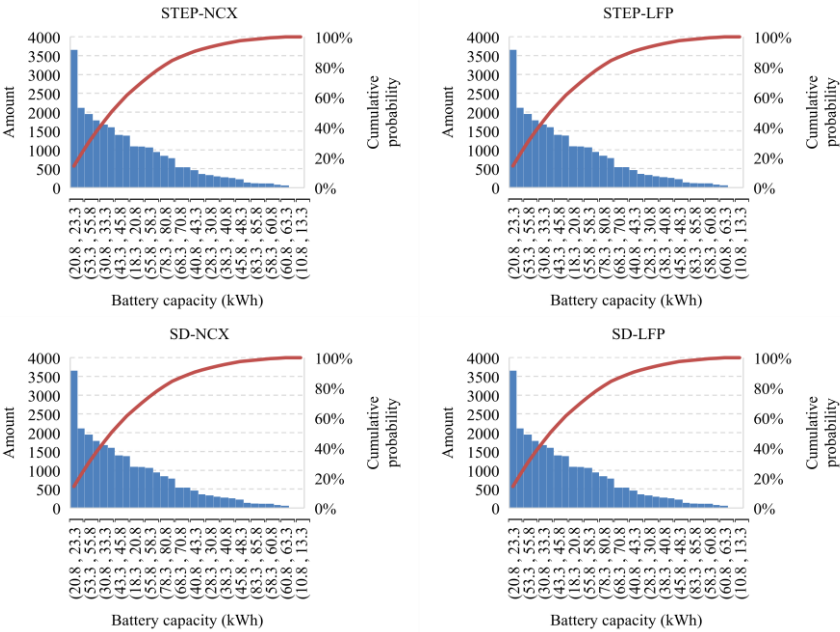 STEP-NCX
4000
3500
3000
2500
2000
1500
1000
500
0
Amount
100%
80%
60%
40%
20%
0%
Cumulative
probability
(20.8 , 23.3
(53.3 , 55.8
(30.8 , 33.3
(43.3 , 45.8
(18.3 , 20.8
(55.8 , 58.3
(78.3 , 80.8
(68.3 , 70.8
(40.8 , 43.3
(28.3 , 30.8
(38.3 , 40.8
(45.8 , 48.3
(83.3 , 85.8
(58.3 , 60.8
(60.8 , 63.3
(10.8 , 13.3
Battery capacity (kWh)
STEP-LFP
4000
3500
3000
2500
2000
1500
1000
500
0
Amount
100%
80%
60%
40%
20%
0%
Cumulative
probability
(20.8 , 23.3
(53.3 , 55.8
(30.8 , 33.3
(43.3 , 45.8
(18.3 , 20.8
(55.8 , 58.3
(78.3 , 80.8
(68.3 , 70.8
(40.8 , 43.3
(28.3 , 30.8
(38.3 , 40.8
(45.8 , 48.3
(83.3 , 85.8
(58.3 , 60.8
(60.8 , 63.3
(10.8 , 13.3
Battery capacity (kWh)
SD-NCX
4000
3500
3000
2500
2000
1500
1000
500
0
Amount
100%
80%
60%
40%
20%
0%
Cumulative
probability
(20.8 , 23.3
(53.3 , 55.8
(30.8 , 33.3
(43.3 , 45.8
(18.3 , 20.8
(55.8 , 58.3
(78.3 , 80.8
(68.3 , 70.8
(40.8 , 43.3
(28.3 , 30.8
(38.3 , 40.8
(45.8 , 48.3
(83.3 , 85.8
(58.3 , 60.8
(60.8 , 63.3
(10.8 , 13.3
Battery capacity (kWh)
SD-LFP
4000
3500
3000
2500
2000
1500
1000
500
0
Amount
100%
80%
60%
40%
20%
0%
Cumulative
probability
(20.8 , 23.3
(53.3 , 55.8
(30.8 , 33.3
(43.3 , 45.8
(18.3 , 20.8
(55.8 , 58.3
(78.3 , 80.8
(68.3 , 70.8
(40.8 , 43.3
(28.3 , 30.8
(38.3 , 40.8
(45.8 , 48.3
(83.3 , 85.8
(58.3 , 60.8
(60.8 , 63.3
(10.8 , 13.3
Battery capacity (kWh)